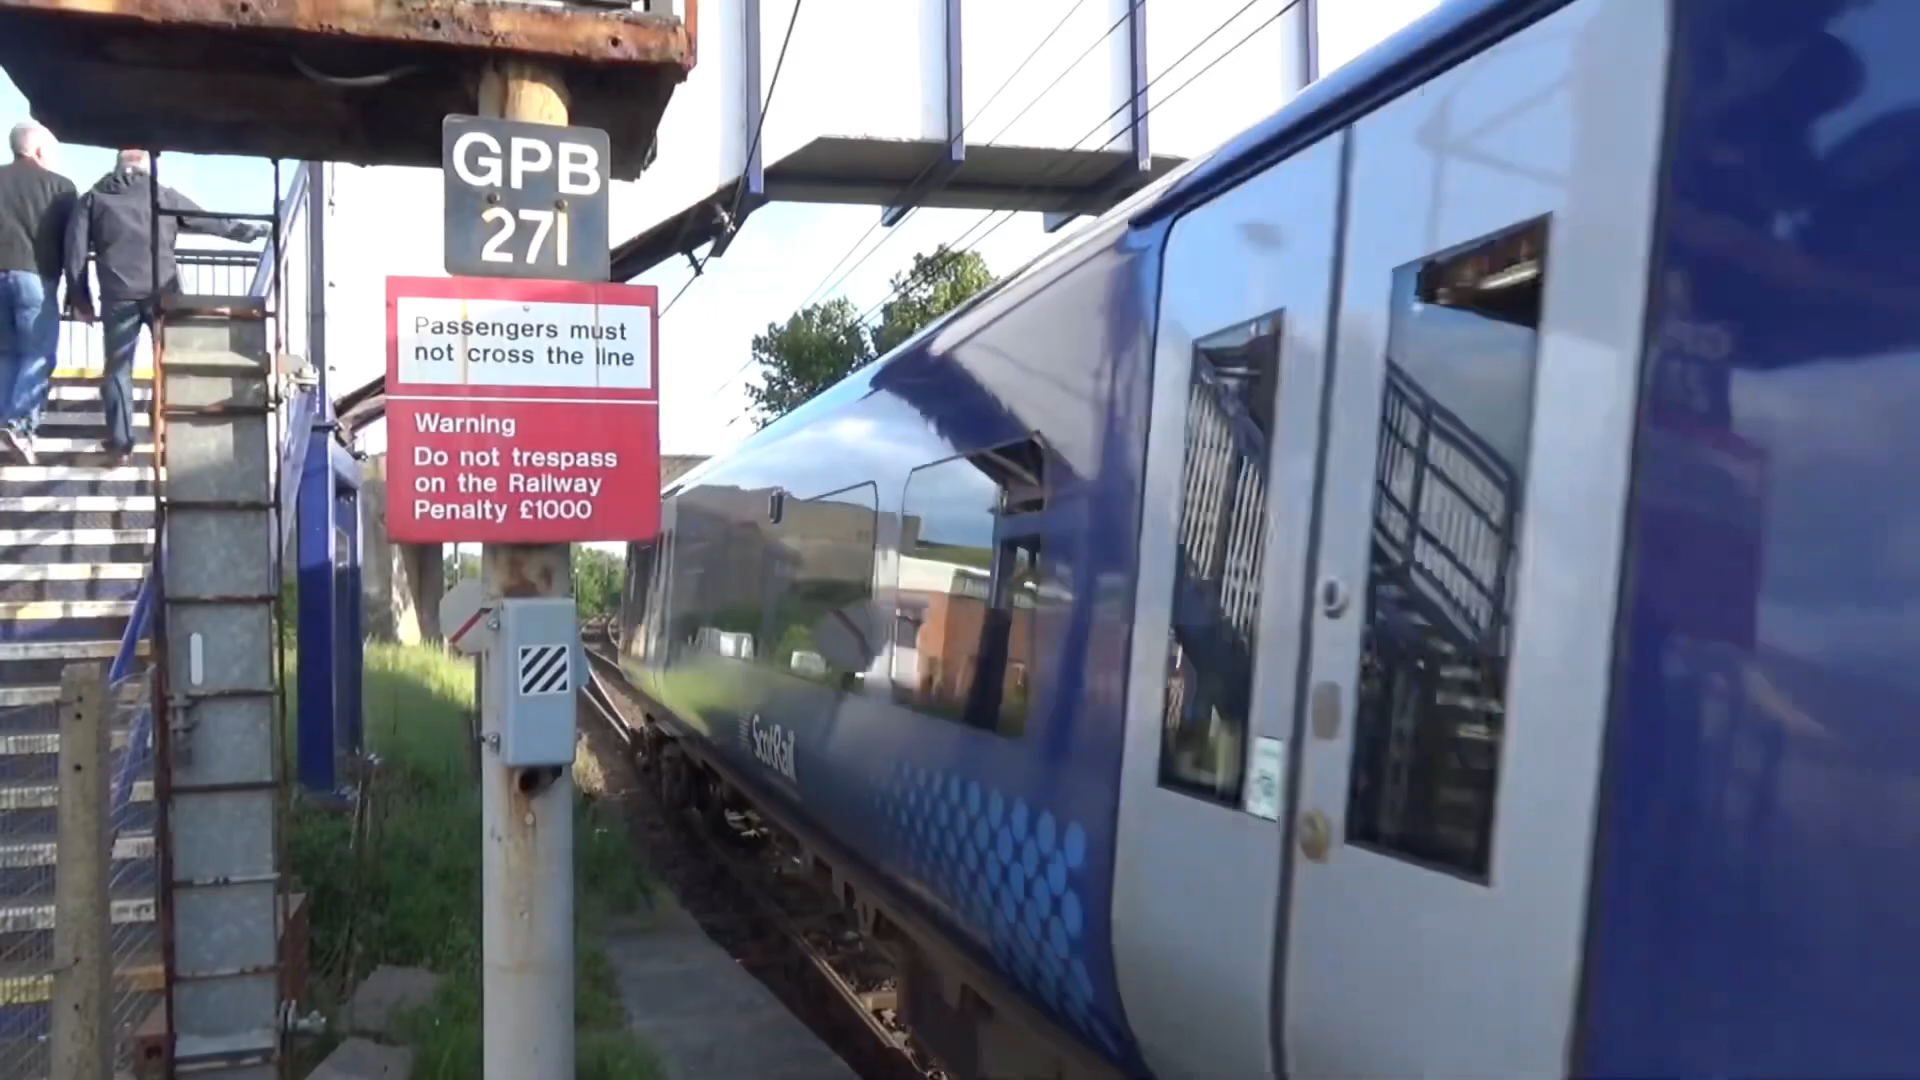 GPB
271
Passengers must
not cross the line
Warning
Do not trespass
on the Railway
Penalty £1000
ScotRail